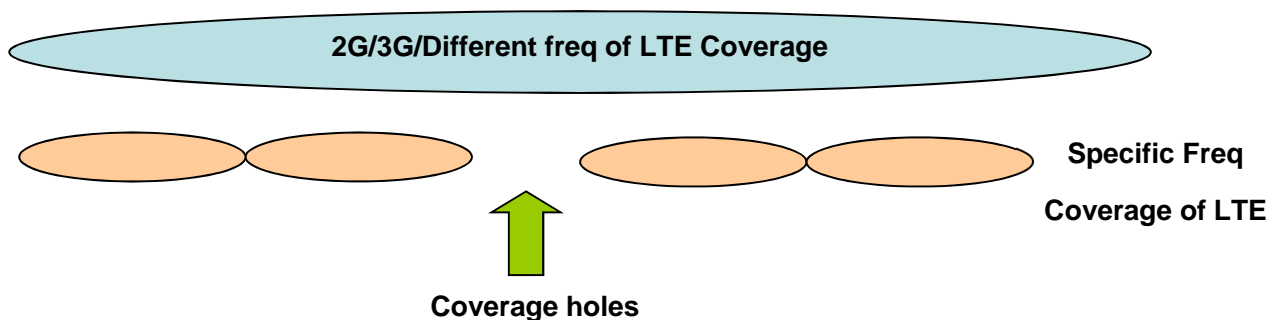 2G/3G/Different freq of LTE Coverage
Specific Freq
Coverage of LTE
Coverage holes